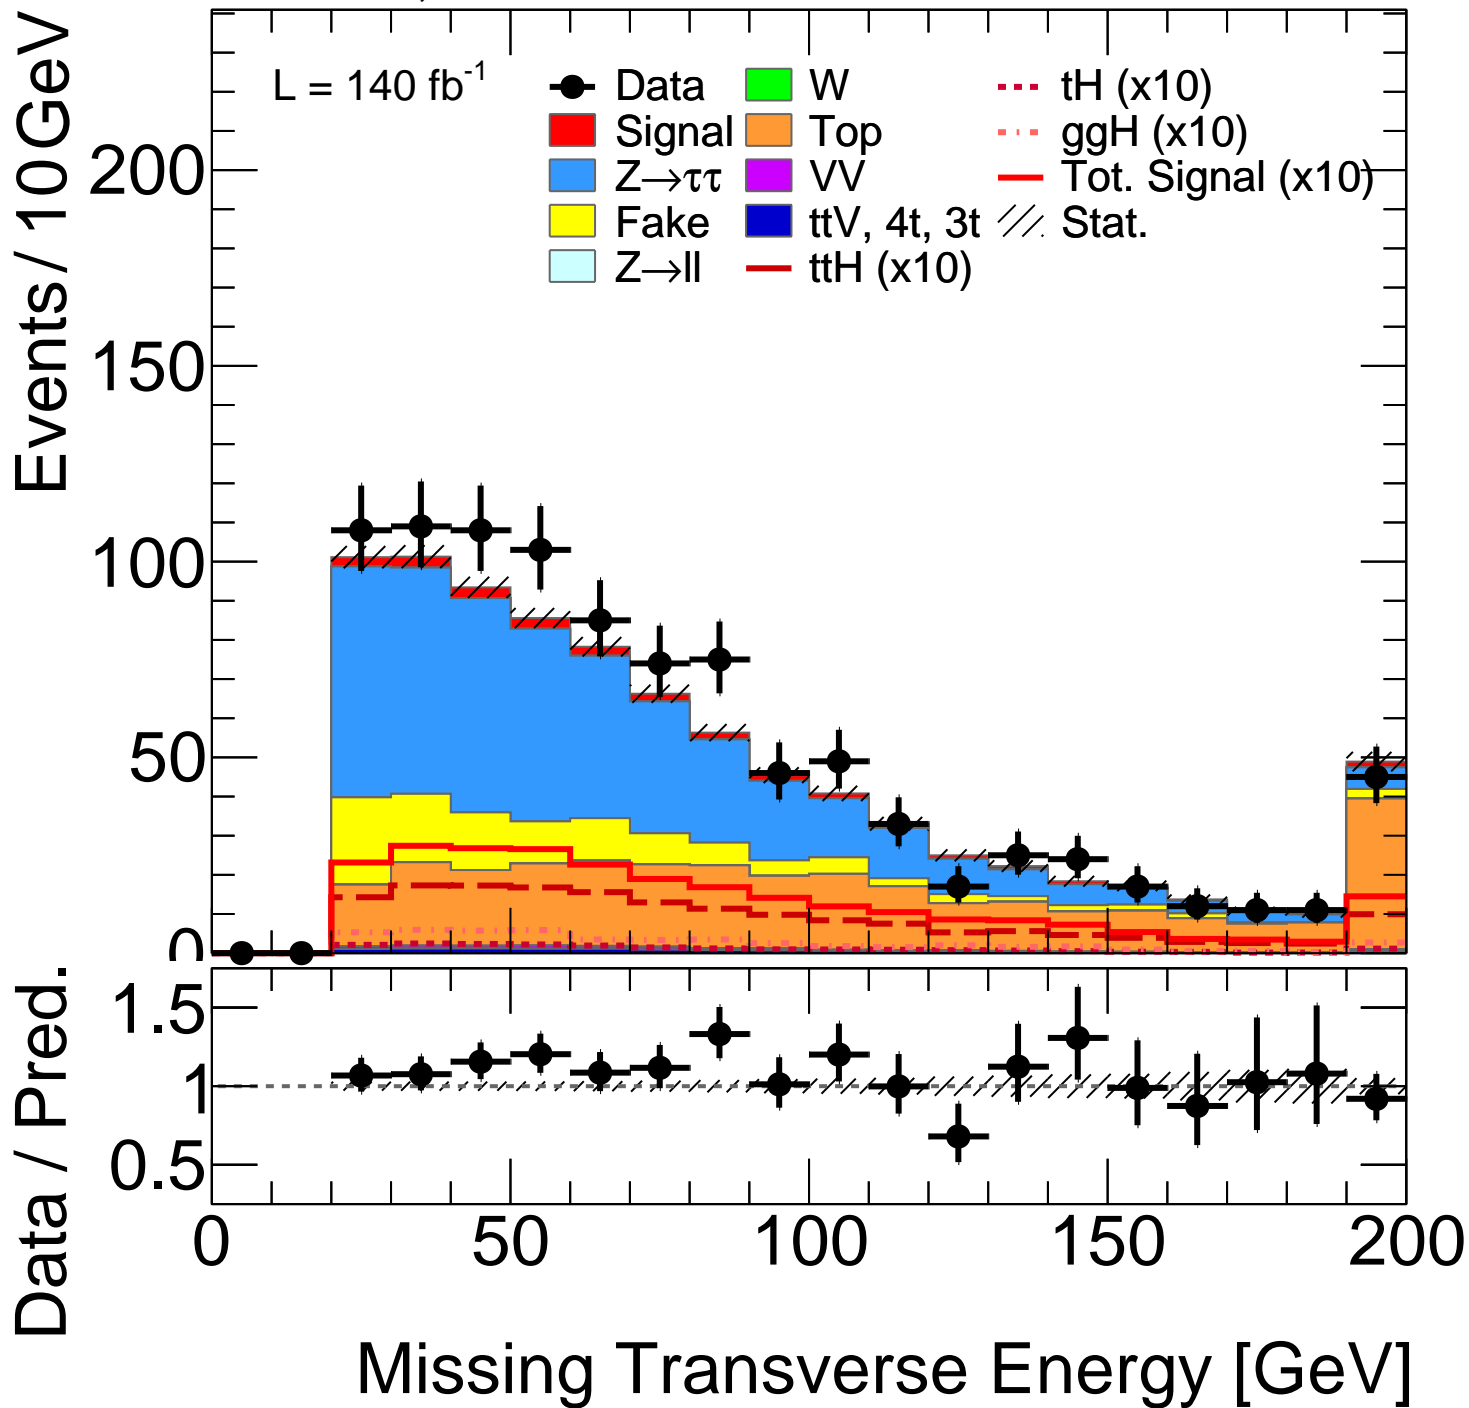 Events / 10GeV
L = 140 fb-1
Data
Signal
Z→ττ
Fake
Z→ll
W
Top
VV
ttV, 4t, 3t
ttH (x10)
tH (x10)
ggH (x10)
Tot. Signal (x10)
Stat.
200
150
100
50
0
Data / Pred.
1.5
1
0.5
0 50 100 150 200
Missing Transverse Energy [GeV]